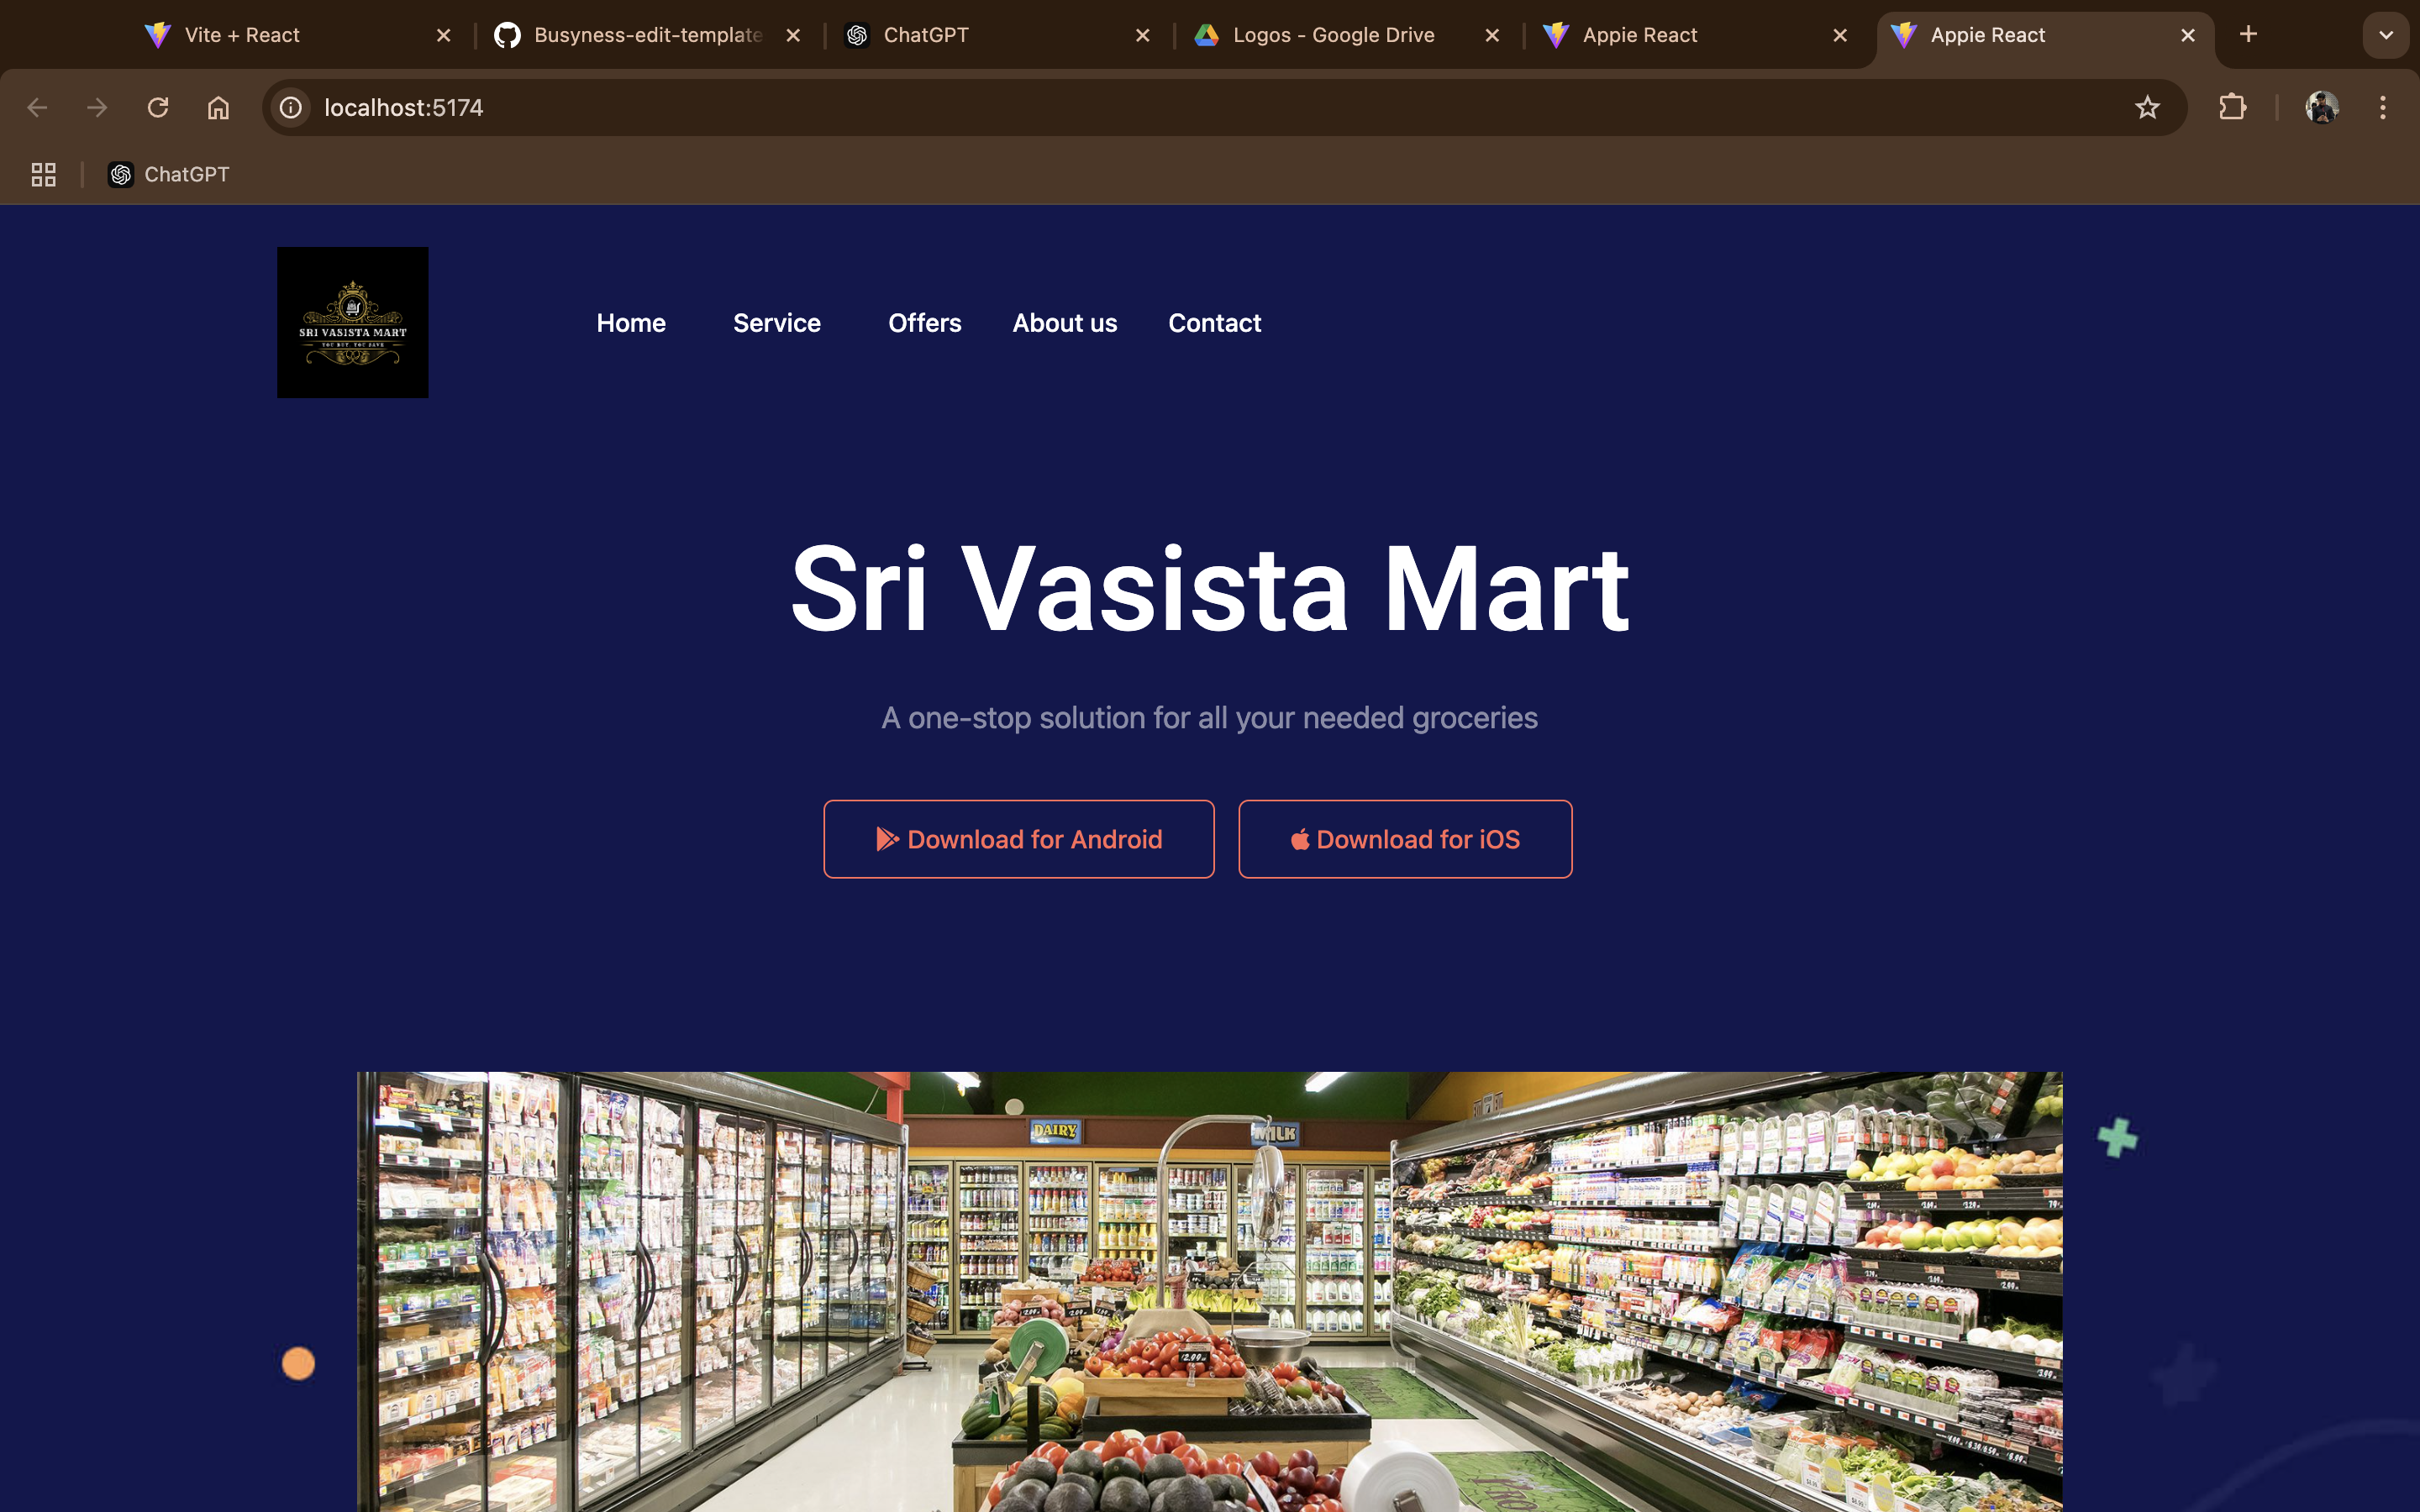 Vite + React
Busyness-edit-template
ChatGPT
Logos - Google Drive
Appie React
Appie React
localhost:5174
ChatGPT
SRI VASISTA MART
YOU BUY, YOU SAVE
Home
Service
Offers
About us
Contact
Sri Vasista Mart
A one-stop solution for all your needed groceries
Download for Android
Download for iOS
DAIRY
MILK
2.99